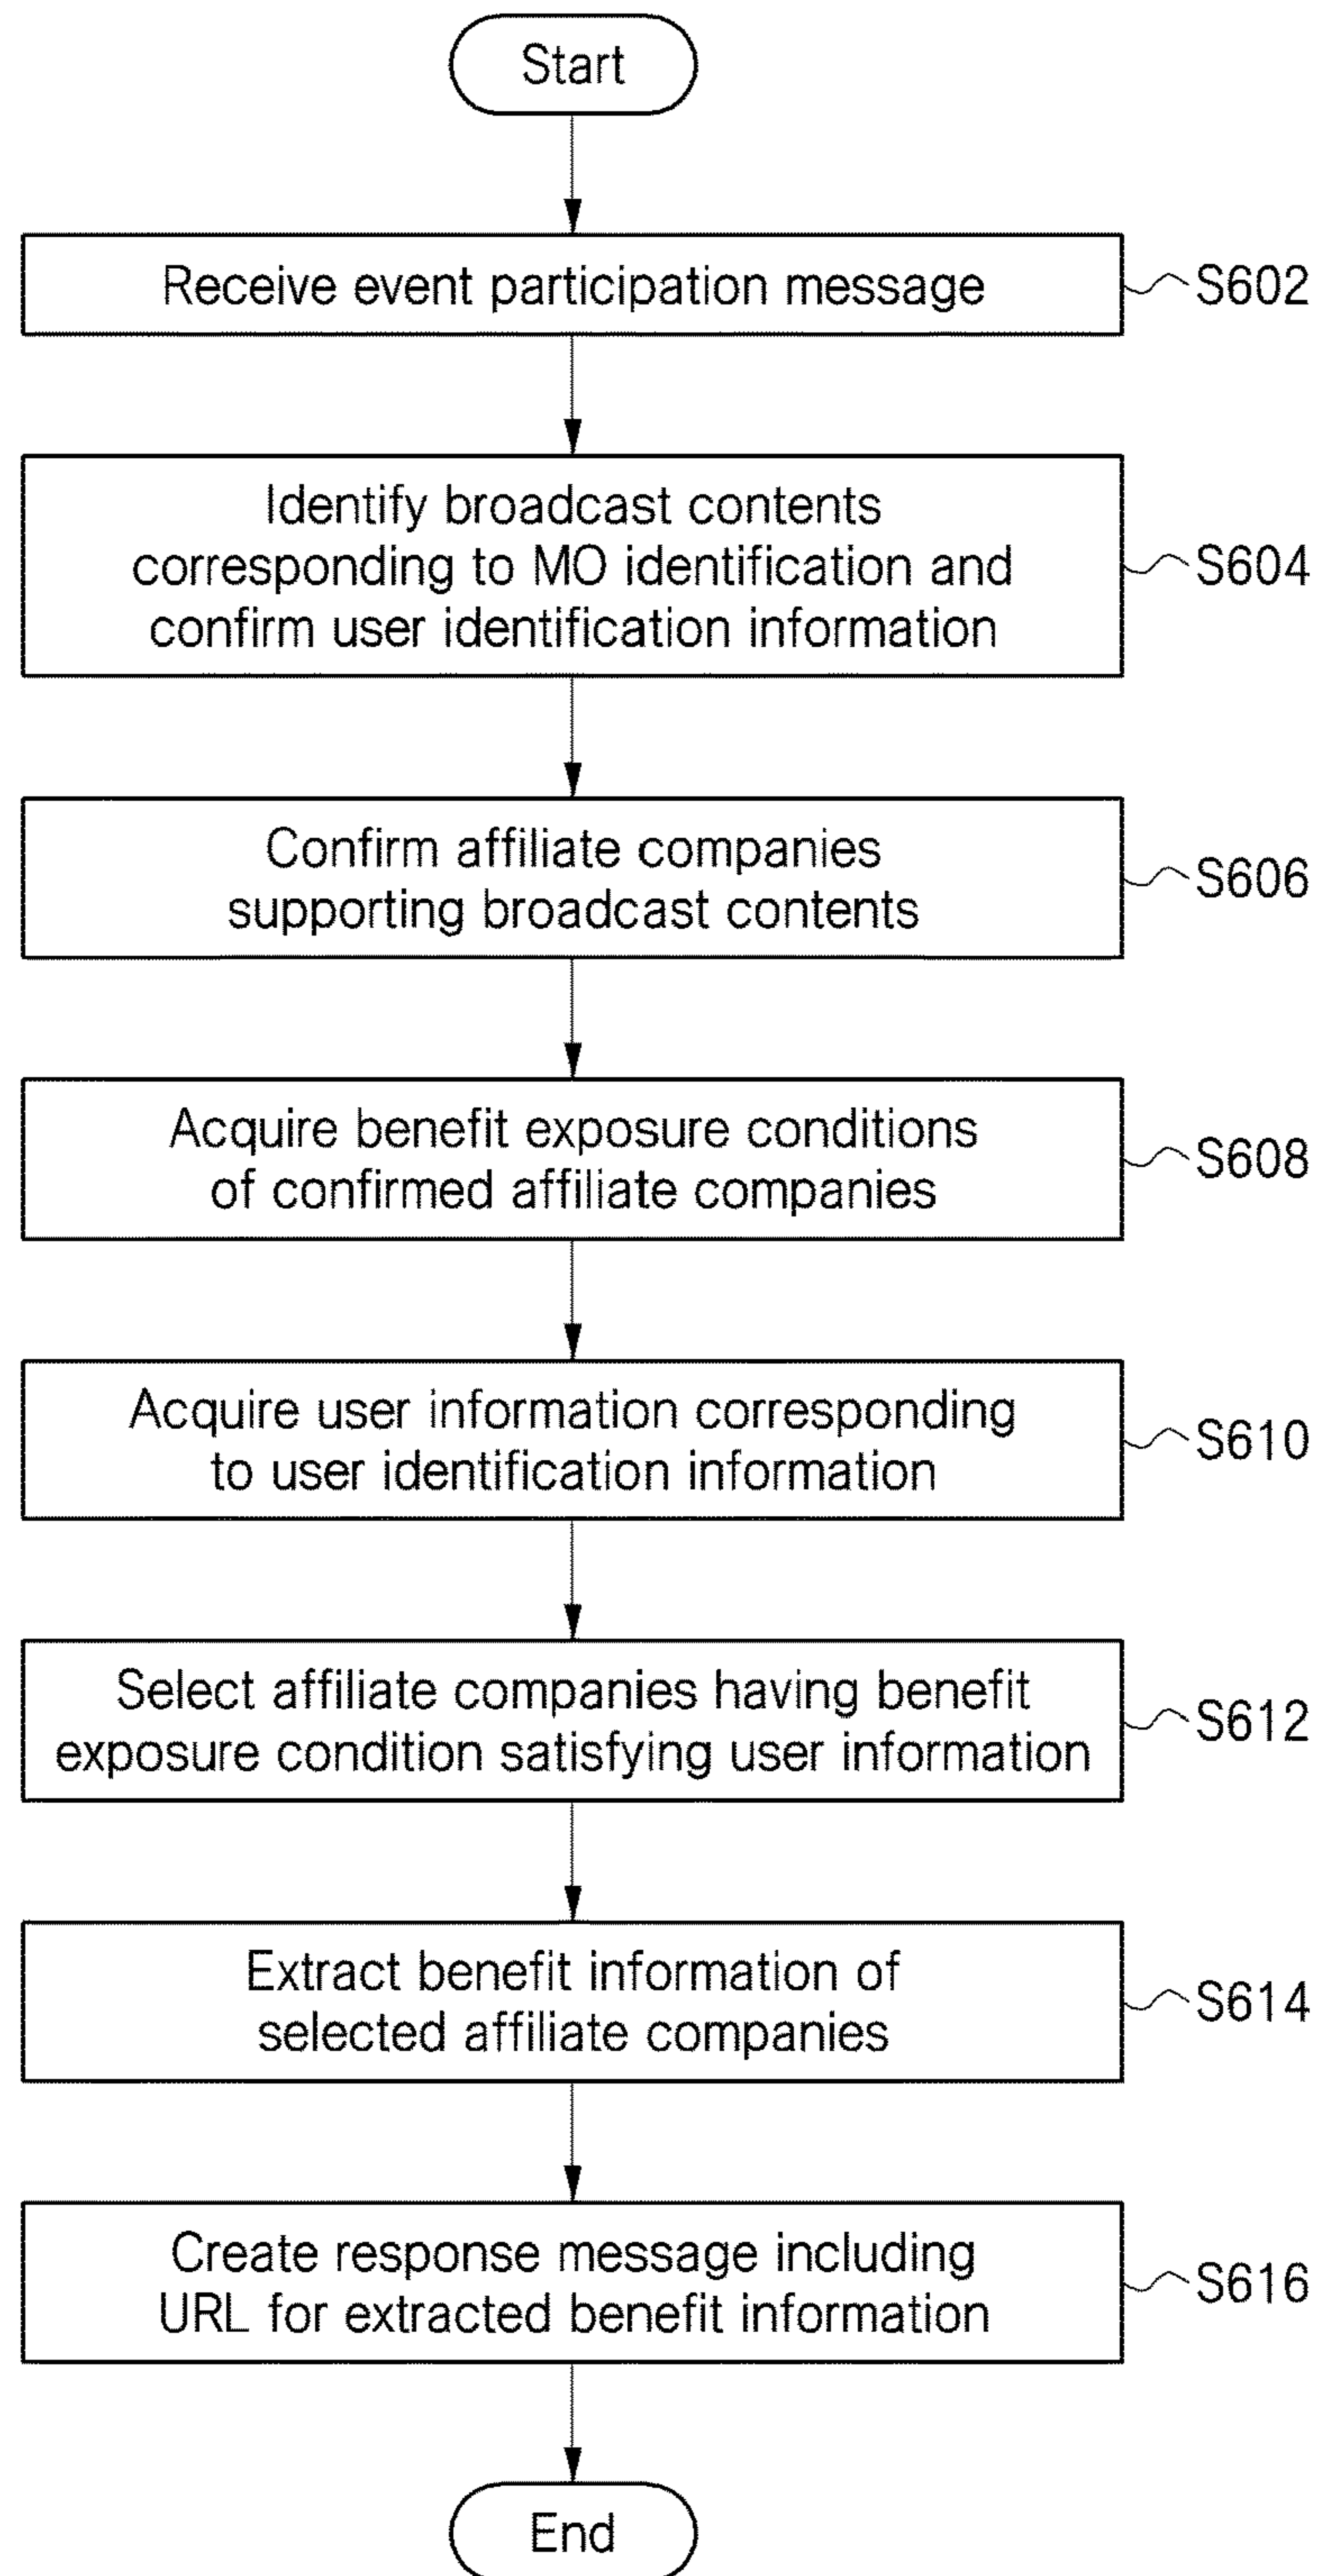 Start
Receive event participation message
S602
Identify broadcast contents
corresponding to MO identification and
confirm user identification information
S604
Confirm affiliate companies
supporting broadcast contents
S606
Acquire benefit exposure conditions
of confirmed affiliate companies
S608
Acquire user information corresponding
to user identification information
S610
Select affiliate companies having benefit
exposure condition satisfying user information
S612
Extract benefit information of
selected affiliate companies
S614
Create response message including
URL for extracted benefit information
S616
End